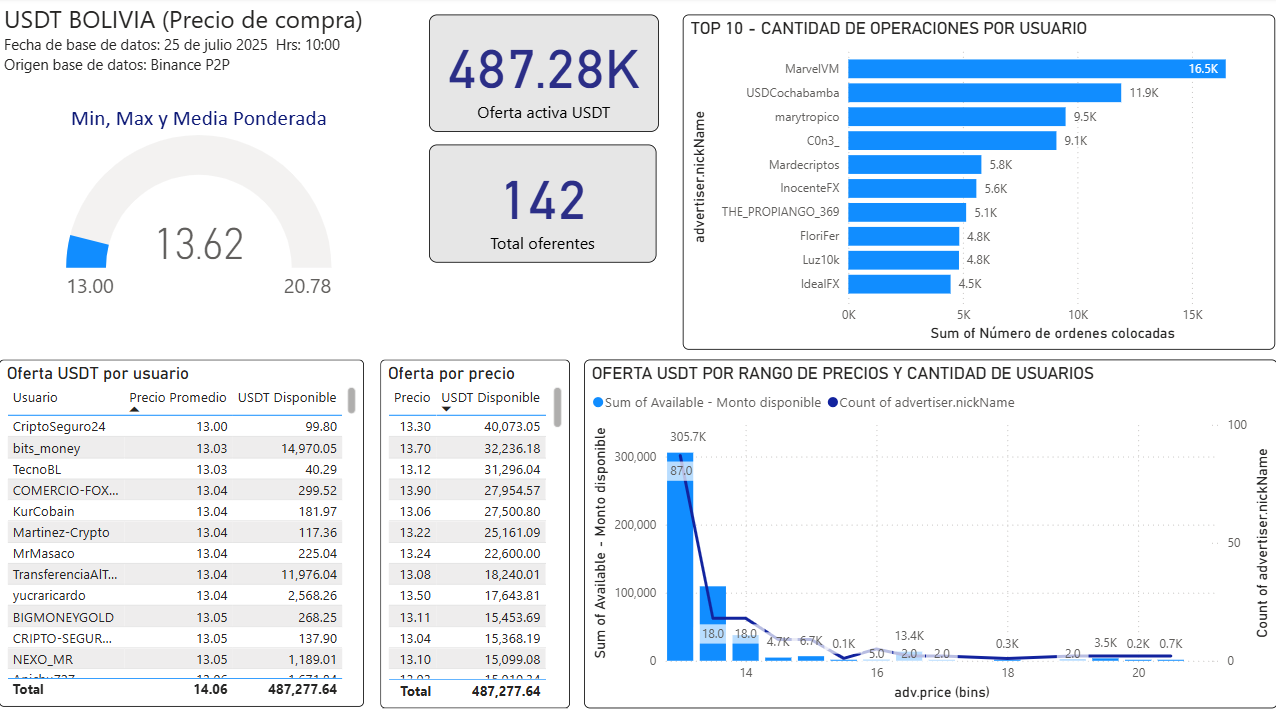 USDT BOLIVIA (Precio de compra)
Fecha de base de datos: 25 de julio 2025 Hrs: 10:00
Origen base de datos: Binance P2P
Min, Max y Media Ponderada
13.62
13.00
20.78
487.28K
Oferta activa USDT
142
Total oferentes
TOP 10 - CANTIDAD DE OPERACIONES POR USUARIO
advertiser.nickName
MarvelVM 16.5K
USDCochabamba 11.9K
marytropico 9.5K
C0n3_ 9.1K
Mardecriptos 5.8K
InocenteFX 5.6K
THE_PROPIANGO_369 5.1K
FloriFer 4.8K
Luz10k 4.8K
IdealFX 4.5K
0K 5K 10K 15K
Sum of Número de ordenes colocadas
Oferta USDT por usuario
Usuario Precio Promedio USDT Disponible
CriptoSeguro24 13.00 99.80
bits_money 13.03 14,970.05
TecnoBL 13.03 40.29
COMERCIO-FOX... 13.04 299.52
KurCobain 13.04 181.97
Martinez-Crypto 13.04 117.36
MrMasaco 13.04 225.04
TransferenciaAlT... 13.04 11,976.04
yucraricardo 13.04 2,568.26
BIGMONEYGOLD 13.05 268.25
CRIPTO-SEGUR... 13.05 137.90
NEXO_MR 13.05 1,189.01
Total 14.06 487,277.64
Oferta por precio
Precio USDT Disponible
13.30 40,073.05
13.70 32,236.18
13.12 31,296.04
13.90 27,954.57
13.06 27,500.80
13.22 25,161.09
13.24 22,600.00
13.08 18,240.01
13.50 17,643.81
13.11 15,453.69
13.04 15,368.19
13.10 15,099.08
Total 487,277.64
OFERTA USDT POR RANGO DE PRECIOS Y CANTIDAD DE USUARIOS
Sum of Available - Monto disponible Count of advertiser.nickName
Sum of Available - Monto disponible
300,000
200,000
100,000
0
305.7K
87.0
18.0 18.0 4.7K 6.7K 0.1K 5.0 13.4K 2.0 2.0 0.3K 2.0 3.5K 0.2K 0.7K
100
50
0
Count of advertiser.nickName
14 16 18 20
adv.price (bins)